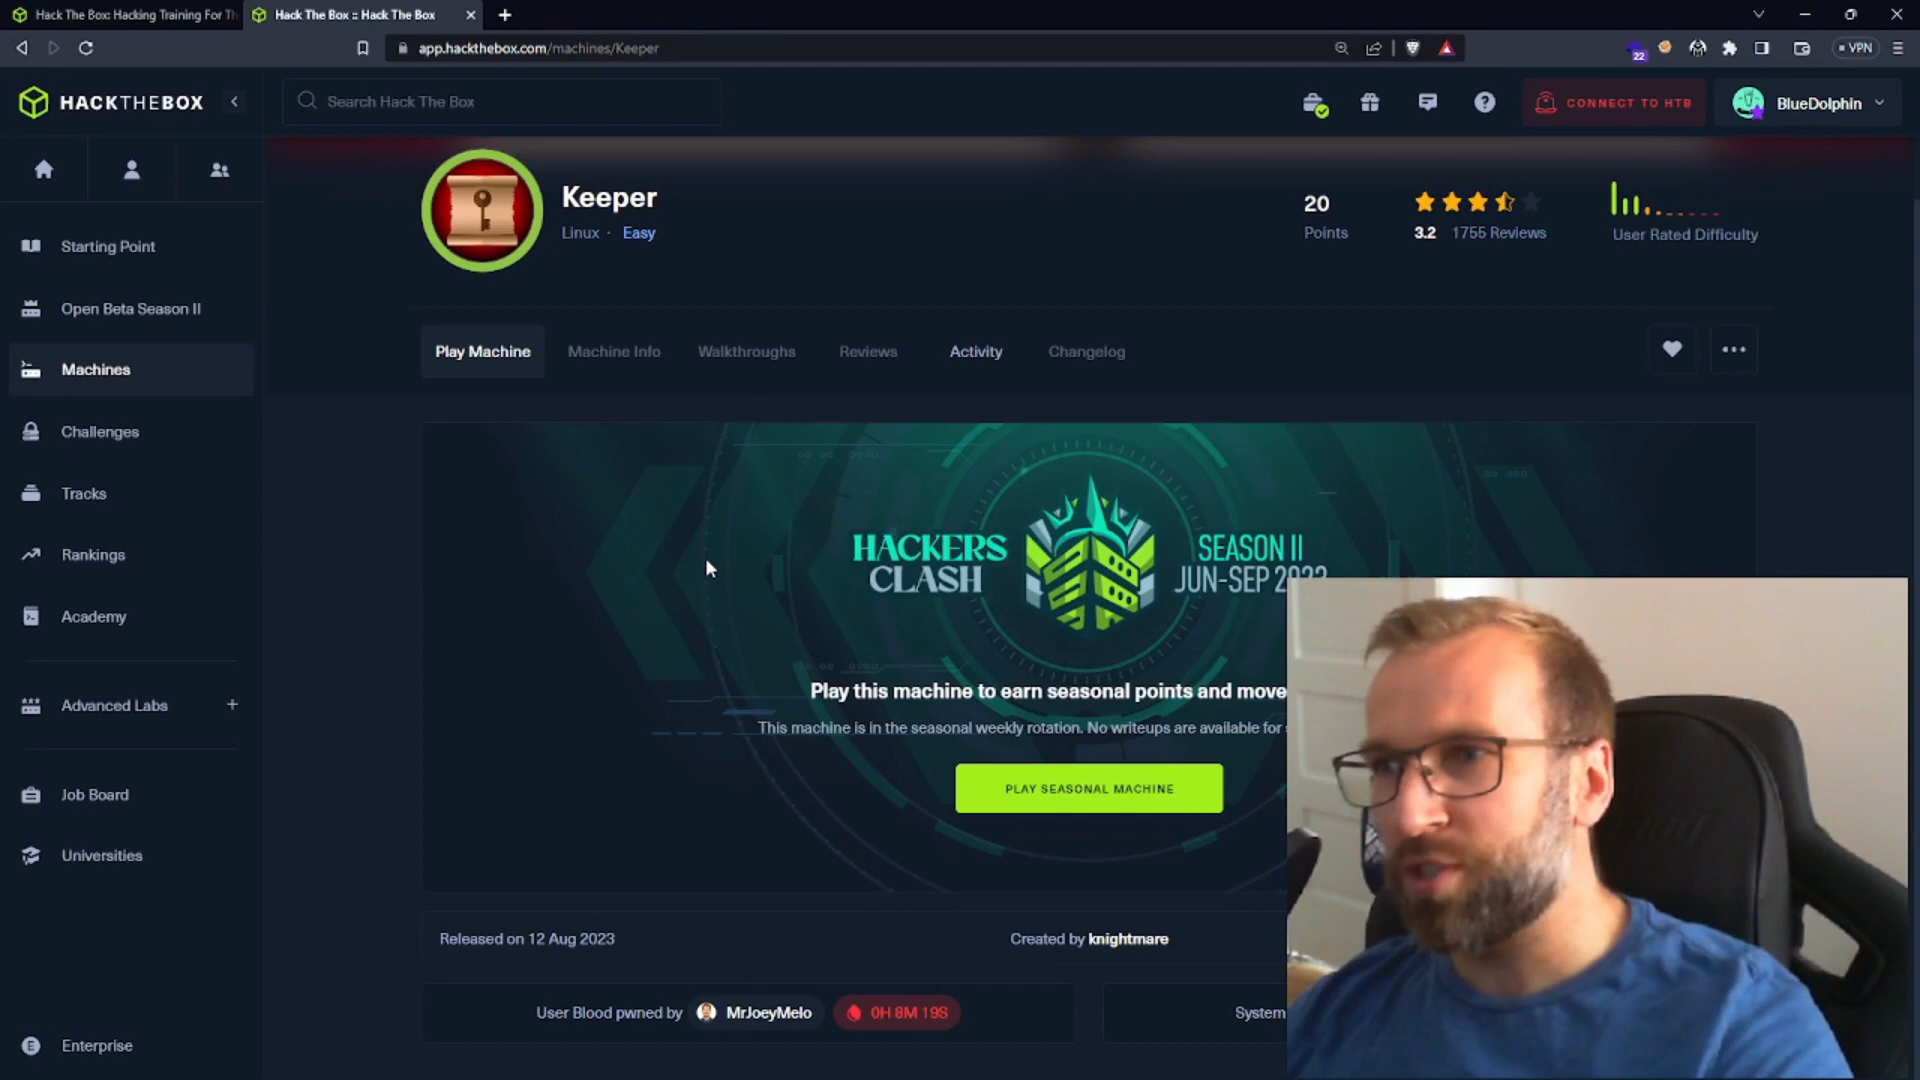 Hack The Box: Hacking Training For Th
Hack The Box :: Hack The Box
app.hackthebox.com/machines/Keeper
22
VPN
HACKTHEBOX
Search Hack The Box
CONNECT TO HTB
BlueDolphin
Starting Point
Open Beta Season II
Machines
Challenges
Tracks
Rankings
Academy
Advanced Labs
Job Board
Universities
Enterprise
Keeper
Linux · Easy
20
Points
3.2 1755 Reviews
User Rated Difficulty
Play Machine
Machine Info
Walkthroughs
Reviews
Activity
Changelog
HACKERS
CLASH
SEASON II
JUN-SEP 2023
Play this machine to earn seasonal points and move
This machine is in the seasonal weekly rotation. No writeups are available for
PLAY SEASONAL MACHINE
Released on 12 Aug 2023
Created by knightmare
User Blood pwned by MrJoeyMelo 0H 8M 19S
System